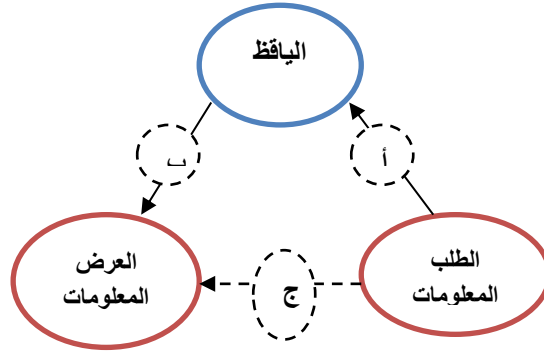 الياقظ
أ
ب
الطلب
المعلومات
ج
العرض
المعلومات